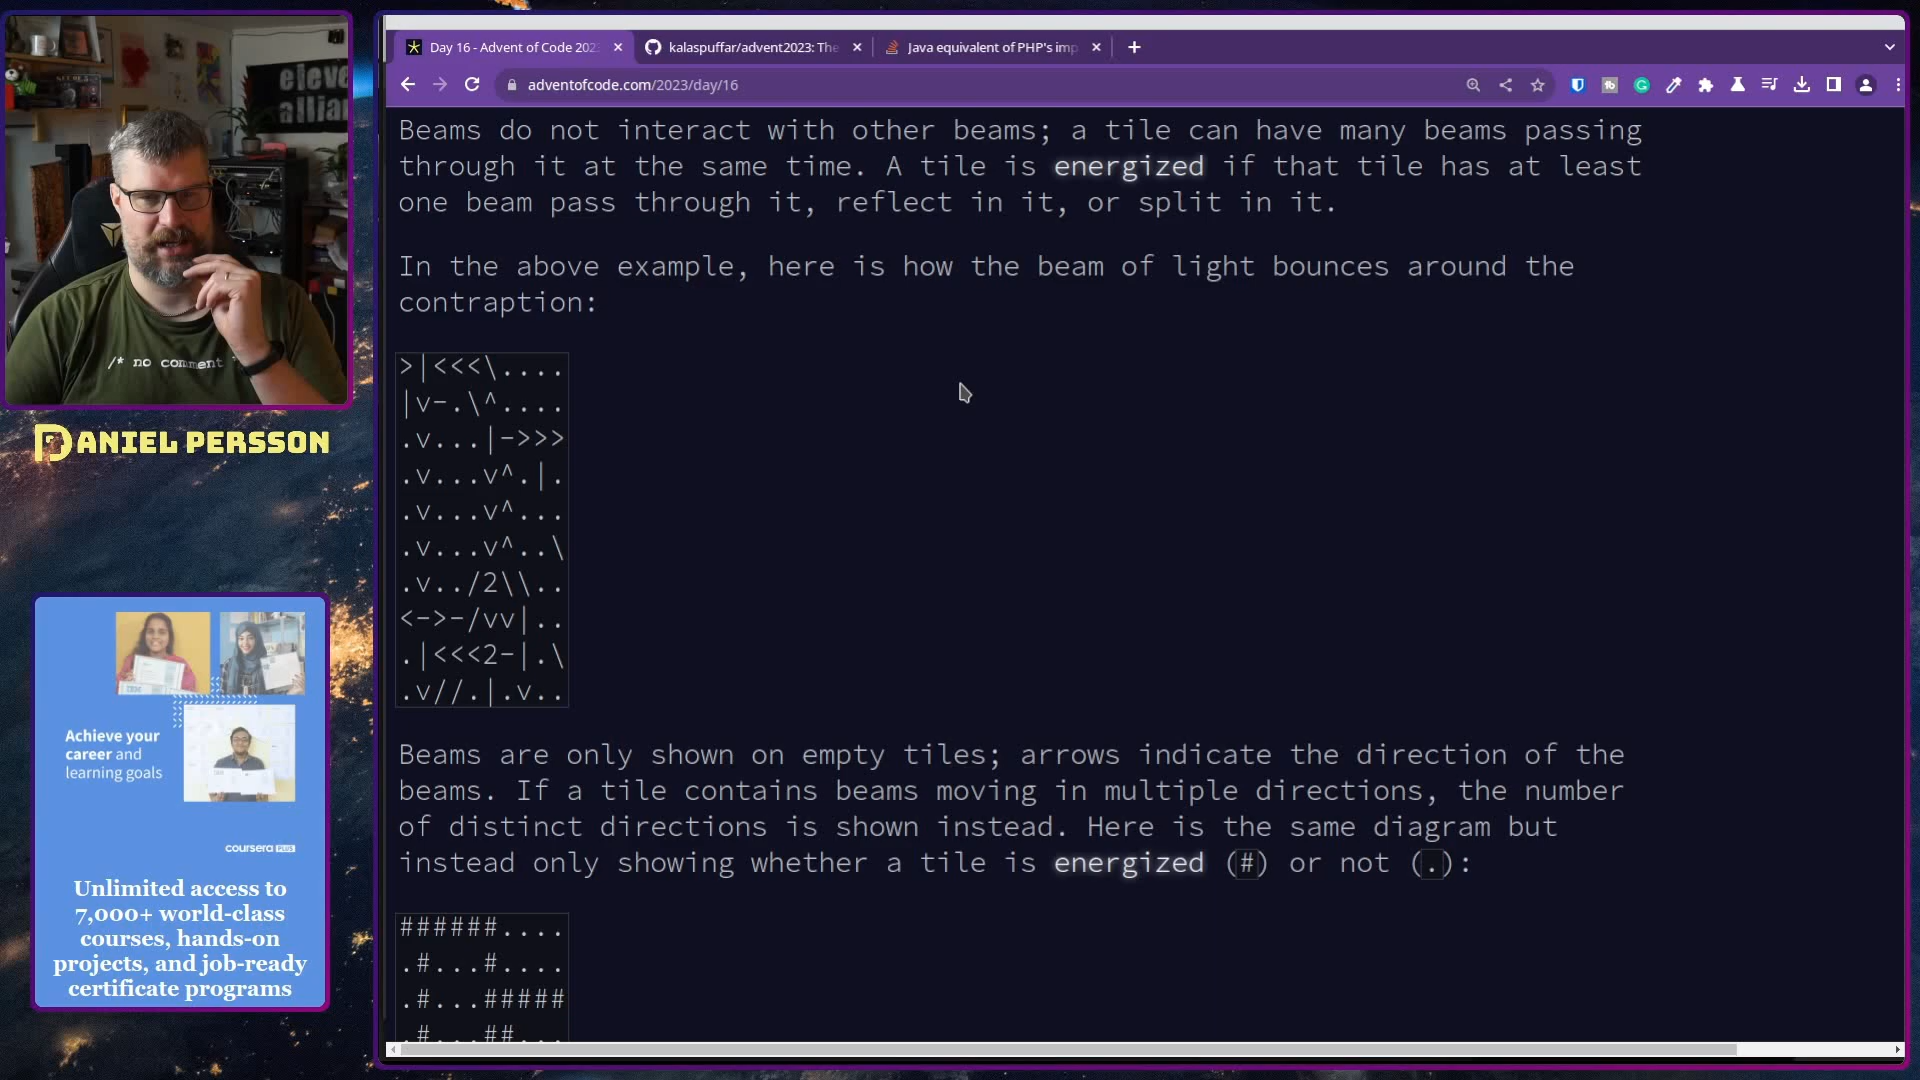 Day 16 - Advent of Code 202
kalaspuffar/advent2023: The
Java equivalent of PHP's imp
adventofcode.com/2023/day/16
Beams do not interact with other beams; a tile can have many beams passing
through it at the same time. A tile is energized if that tile has at least
one beam pass through it, reflect in it, or split in it.
In the above example, here is how the beam of light bounces around the
contraption:
>|<<<\....
|v-.\^....
.v...|->>>
.v...v^.|.
.v...v^...
.v...v^..\
.v../2\\..
<->-/vv|..
.|<<<2-|.\
.v//.|.v..
Beams are only shown on empty tiles; arrows indicate the direction of the
beams. If a tile contains beams moving in multiple directions, the number
of distinct directions is shown instead. Here is the same diagram but
instead only showing whether a tile is energized (#) or not (.):
######....
.#...#....
.#...#####
.#...##...
/* no comment
DANIEL PERSSON
Achieve your
career and
learning goals
coursera PLUS
Unlimited access to
7,000+ world-class
courses, hands-on
projects, and job-ready
certificate programs